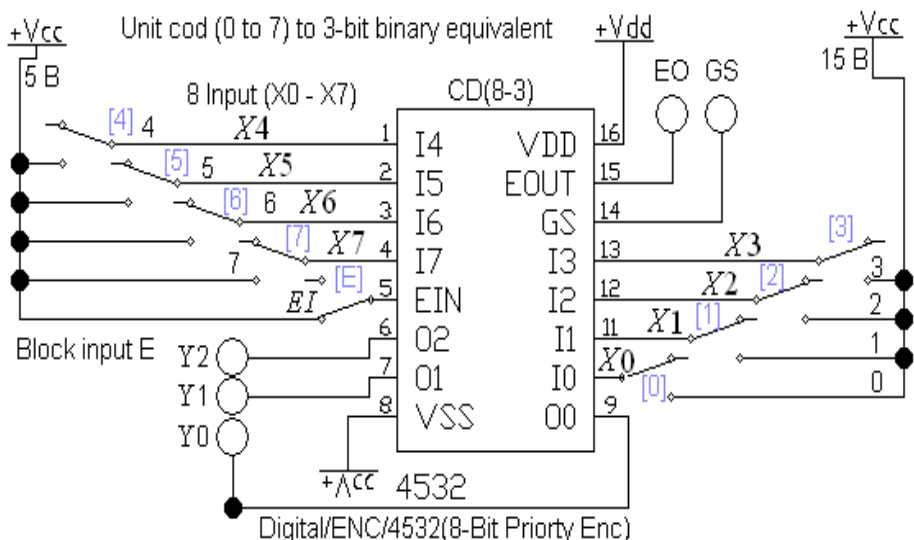 Unit cod (0 to 7) to 3-bit binary equivalent
+Vcc
5 В
+Vdd
+Vcc
15 В
8 Input (X0 - X7)
CD(8-3)
EO GS
[4] 4 X4 1 I4 VDD 16
[5] 5 X5 2 I5 EOUT 15
[6] 6 X6 3 I6 GS 14
[7] 7 X7 4 I7 I3 13 X3 [3]
[E] EI 5 EIN I2 12 X2 [2] 3
6 O2 I1 11 X1 [1] 2
7 O1 I0 X0 [0] 1
8 VSS O0 9 0
Block input E
Y2
Y1
Y0
4532
Digital/ENC/4532(8-Bit Priorty Enc)